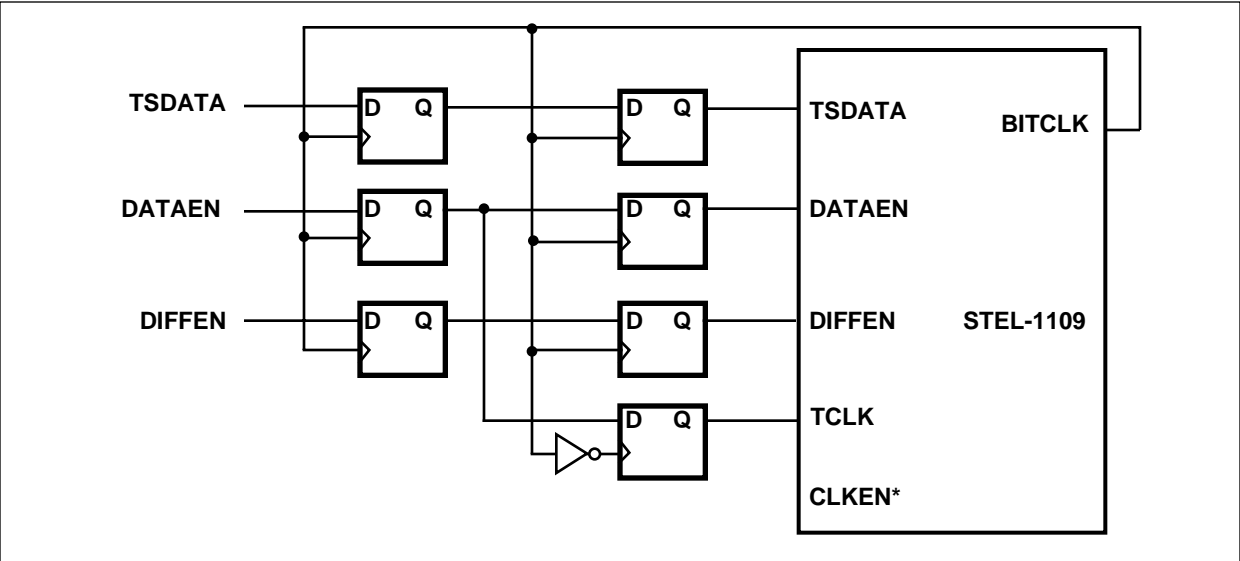 TSDATA
D Q
D Q
TSDATA
BITCLK
DATAEN
D Q
D Q
DATAEN
DIFFEN
D Q
D Q
DIFFEN
STEL-1109
D Q
TCLK
CLKEN*